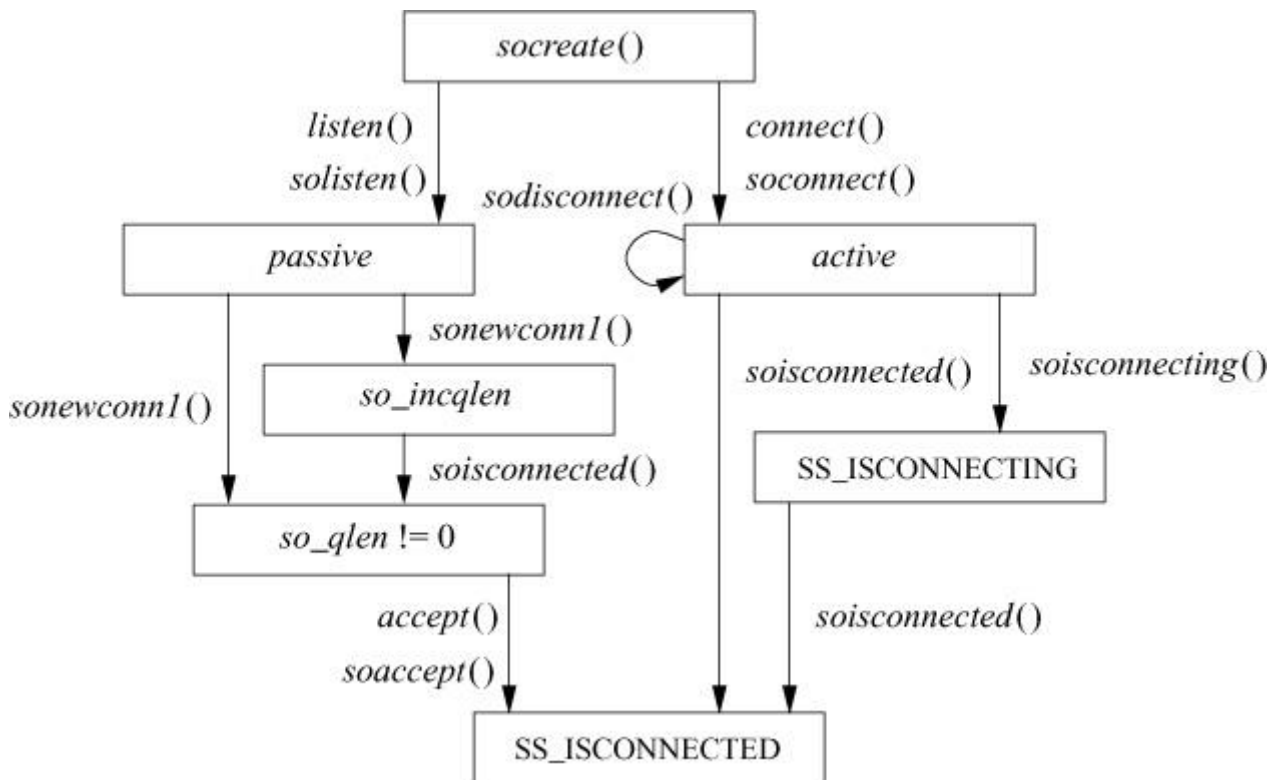 socreate()
listen()
solisten()
connect()
soconnect()
sodisconnect()
passive
active
sonewconn1()
so_incqlen
sonewconn1()
soisconnected()
soisconnecting()
soisconnected()
SS_ISCONNECTING
so_qlen != 0
accept()
soaccept()
soisconnected()
SS_ISCONNECTED